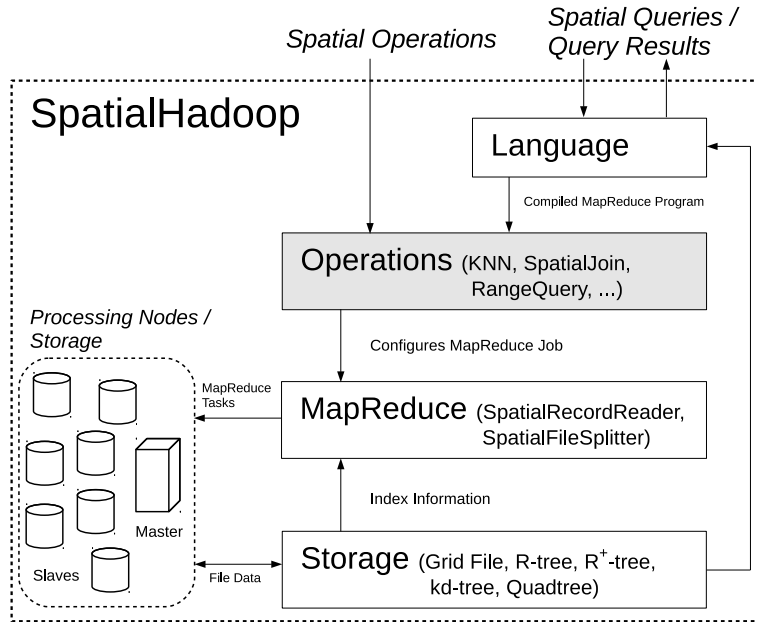 Spatial Operations
Spatial Queries /
Query Results
SpatialHadoop
Language
Compiled MapReduce Program
Operations (KNN, SpatialJoin,
RangeQuery, ...)
Configures MapReduce Job
Processing Nodes /
Storage
MapReduce
Tasks
MapReduce (SpatialRecordReader,
SpatialFileSplitter)
Index Information
Master
Slaves
File Data
Storage (Grid File, R-tree, R⁺-tree,
kd-tree, Quadtree)